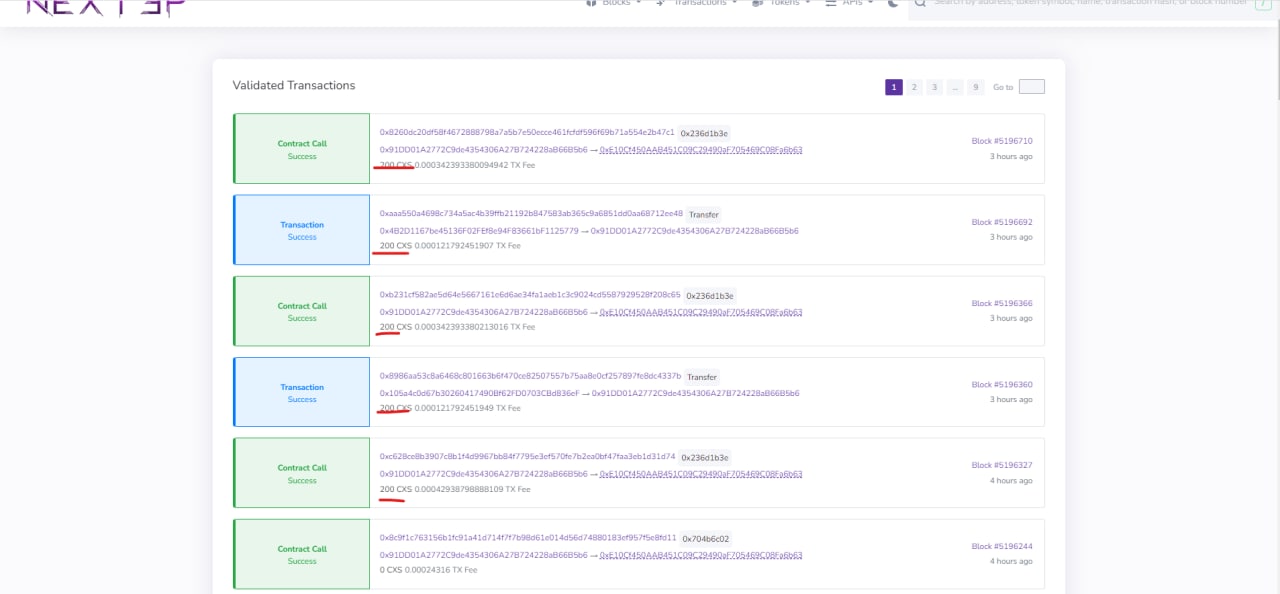 Blocks
Transactions
Tokens
APIs
Search by address, token symbol, name, transaction hash, or block number
/
Validated Transactions
1 2 3 ... 9 Go to
Contract Call
Success
0x8260dc20df58f4672888798a7a5b7e50ecce461fcfdf596f69b71a554e2b47c1 0x236d1b3e
0x91DD01A2772C9de4354306A27B724228aB66B5b6 → 0xE10Cf450AAB451C09C29490aF705469C08Fa6b63
200 CXS 0.000342393380094942 TX Fee
Block #5196710
3 hours ago
Transaction
Success
0xaaa550a4698c734a5ac4b39ffb21192b847583ab365c9a6851dd0aa68712ee48 Transfer
0x4B2D1167be45136F02FEf8e94F83661bF1125779 → 0x91DD01A2772C9de4354306A27B724228aB66B5b6
200 CXS 0.000121792451907 TX Fee
Block #5196692
3 hours ago
Contract Call
Success
0xb231cf582ae5d64e5667161e6d6ae34fa1aeb1c3c9024cd5587929528f208c65 0x236d1b3e
0x91DD01A2772C9de4354306A27B724228aB66B5b6 → 0xE10Cf450AAB451C09C29490aF705469C08Fa6b63
200 CXS 0.000342393380213016 TX Fee
Block #5196366
3 hours ago
Transaction
Success
0x8986aa53c8a6468c801663b6f470ce82507557b75aa8e0cf257897fe8dc4337b Transfer
0x105a4c0d67b30260417490Bf62FD0703CBd836eF → 0x91DD01A2772C9de4354306A27B724228aB66B5b6
200 CXS 0.000121792451949 TX Fee
Block #5196360
3 hours ago
Contract Call
Success
0xc628ce8b3907c8b1f4d9967bb84f7795e3ef570fe7b2ea0bf47faa3eb1d31d74 0x236d1b3e
0x91DD01A2772C9de4354306A27B724228aB66B5b6 → 0xE10Cf450AAB451C09C29490aF705469C08Fa6b63
200 CXS 0.00042938798888109 TX Fee
Block #5196327
4 hours ago
Contract Call
Success
0x8c9f1c763156b1fc91a41d714f7f7b98d61e014d56d74880183ef957f5e8fd11 0x704b6c02
0x91DD01A2772C9de4354306A27B724228aB66B5b6 → 0xE10Cf450AAB451C09C29490aF705469C08Fa6b63
0 CXS 0.00024316 TX Fee
Block #5196244
4 hours ago